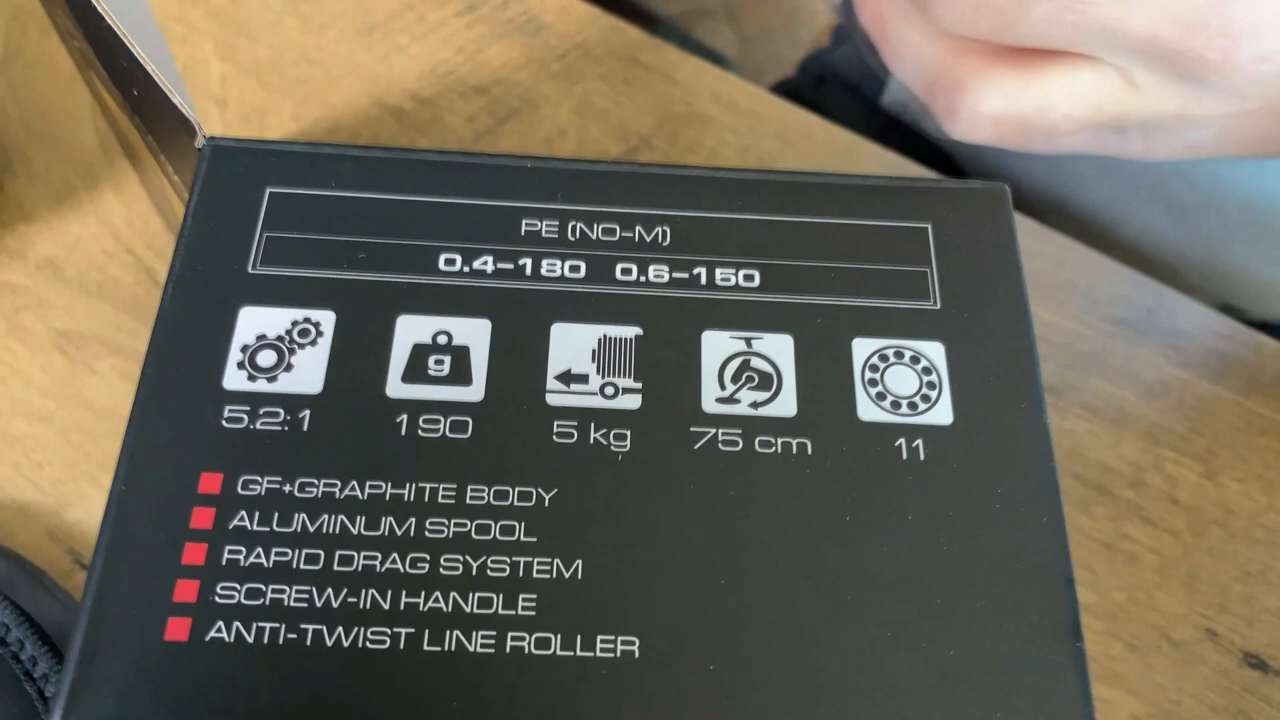 PE (NO-M)
0.4-180 0.6-150
g
5.2:1 190 5 kg 75 cm 11
GF+GRAPHITE BODY
ALUMINUM SPOOL
RAPID DRAG SYSTEM
SCREW-IN HANDLE
ANTI-TWIST LINE ROLLER